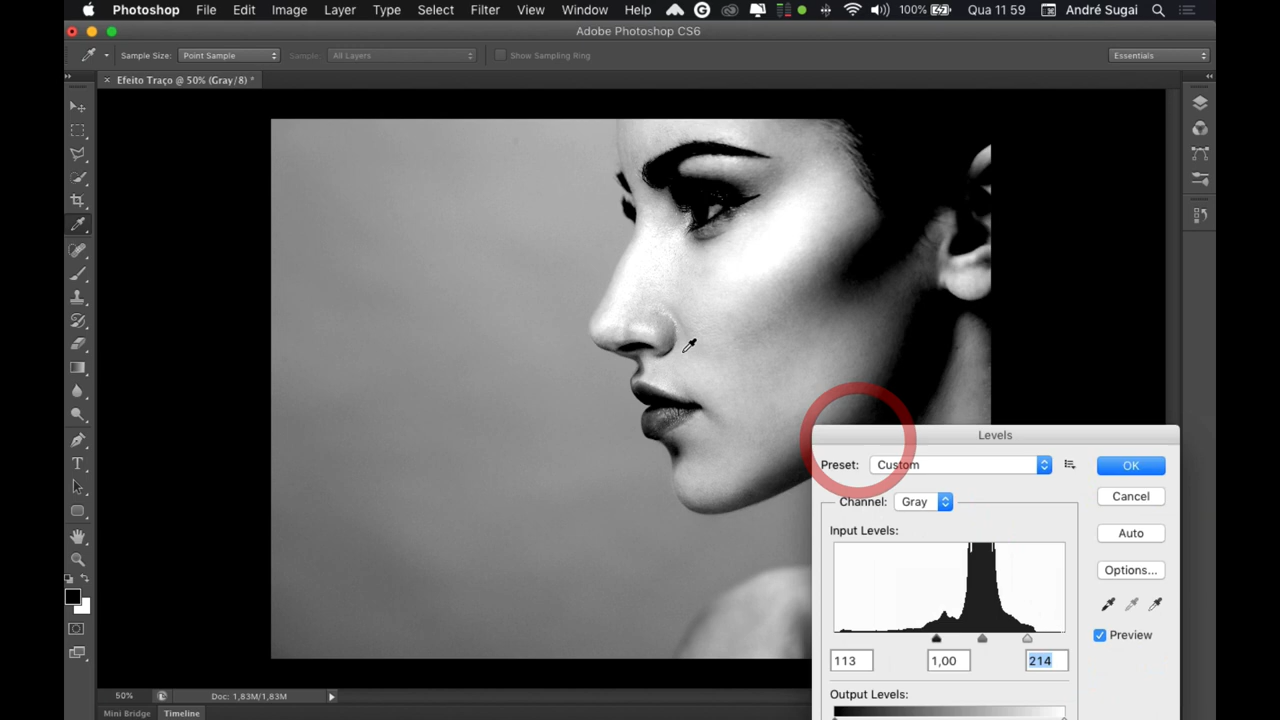 Photoshop File Edit Image Layer Type Select Filter View Window Help 100% Qua 11 59 André Sugai
Adobe Photoshop CS6
Sample Size: Point Sample Sample: All Layers Show Sampling Ring Essentials
× Efeito Traço @ 50% (Gray/8) *
Levels
Preset: Custom OK
Cancel
Channel: Gray
Input Levels: Auto
Options...
Preview
113 1,00 214
Output Levels:
50% Doc: 1,83M/1,83M
Mini Bridge Timeline